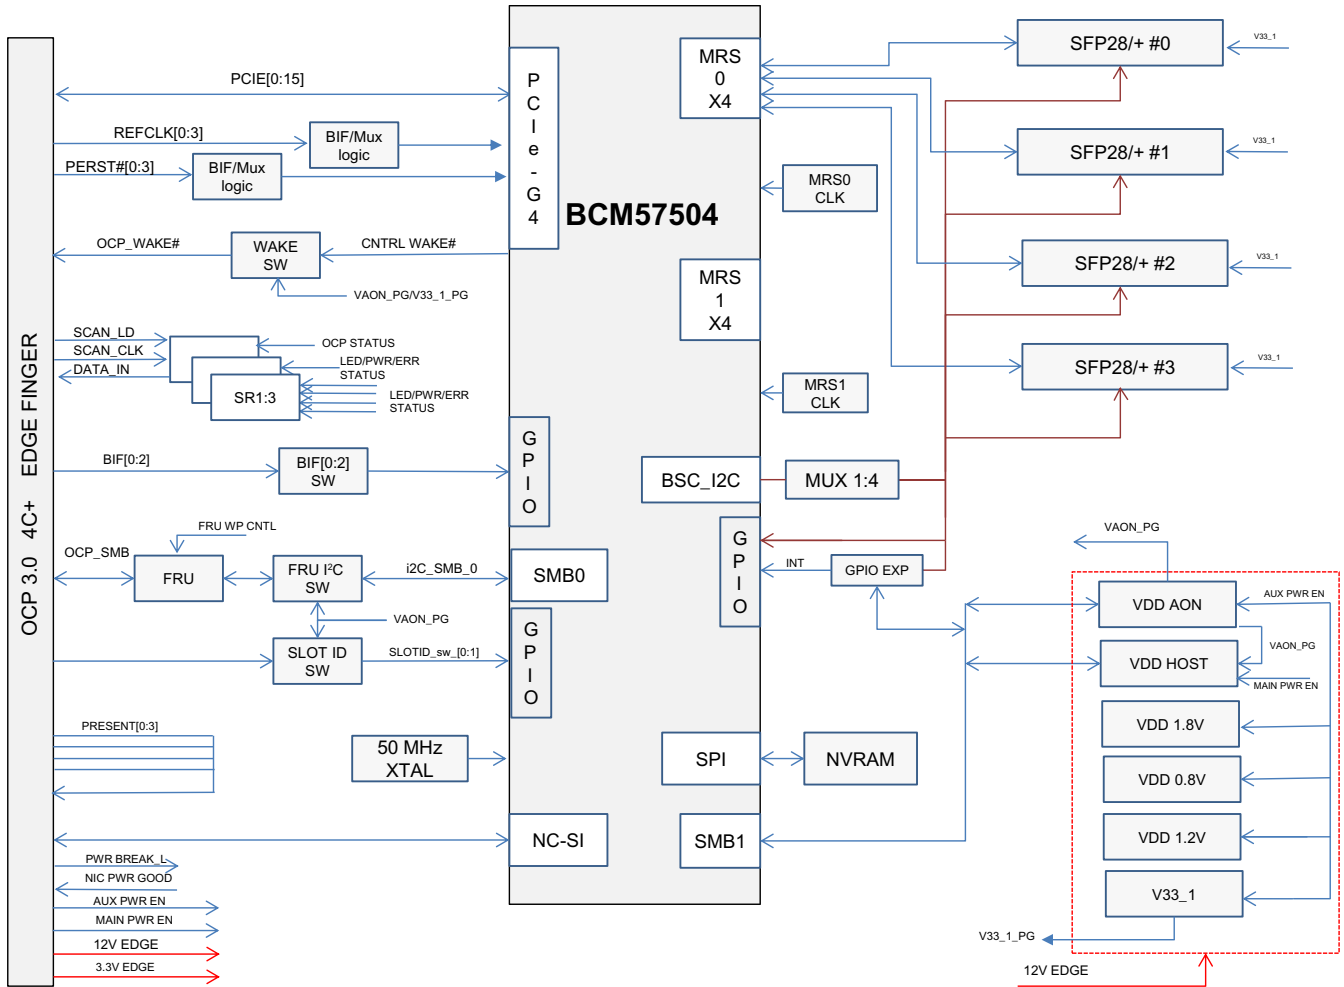 OCP 3.0 4C+ EDGE FINGER
PCIE[0:15]
REFCLK[0:3]
BIF/Mux
logic
PERST#[0:3]
BIF/Mux
logic
OCP_WAKE#
WAKE
SW
CNTRL WAKE#
VAON_PG/V33_1_PG
SCAN_LD
SCAN_CLK
DATA_IN
SR1:3
OCP STATUS
LED/PWR/ERR
STATUS
LED/PWR/ERR
STATUS
BIF[0:2]
BIF[0:2]
SW
FRU WP CNTL
OCP_SMB
FRU
FRU I²C
SW
i2C_SMB_0
VAON_PG
SLOT ID
SW
SLOTID_sw_[0:1]
PRESENT[0:3]
50 MHz
XTAL
PWR BREAK_L
NIC PWR GOOD
AUX PWR EN
MAIN PWR EN
12V EDGE
3.3V EDGE
BCM57504
PCIe-G4
GPIO
SMB0
GPIO
NC-SI
MRS
0
X4
MRS0
CLK
MRS
1
X4
MRS1
CLK
BSC_I2C
MUX 1:4
GPIO
INT
GPIO EXP
SPI
NVRAM
SMB1
SFP28/+ #0
V33_1
SFP28/+ #1
V33_1
SFP28/+ #2
V33_1
SFP28/+ #3
V33_1
VAON_PG
VDD AON
AUX PWR EN
VAON_PG
VDD HOST
MAIN PWR EN
VDD 1.8V
VDD 0.8V
VDD 1.2V
V33_1
V33_1_PG
12V EDGE